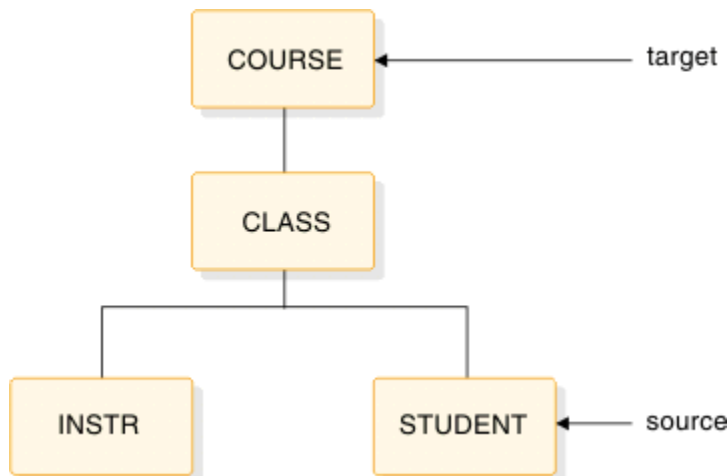 COURSE
target
CLASS
INSTR
STUDENT
source